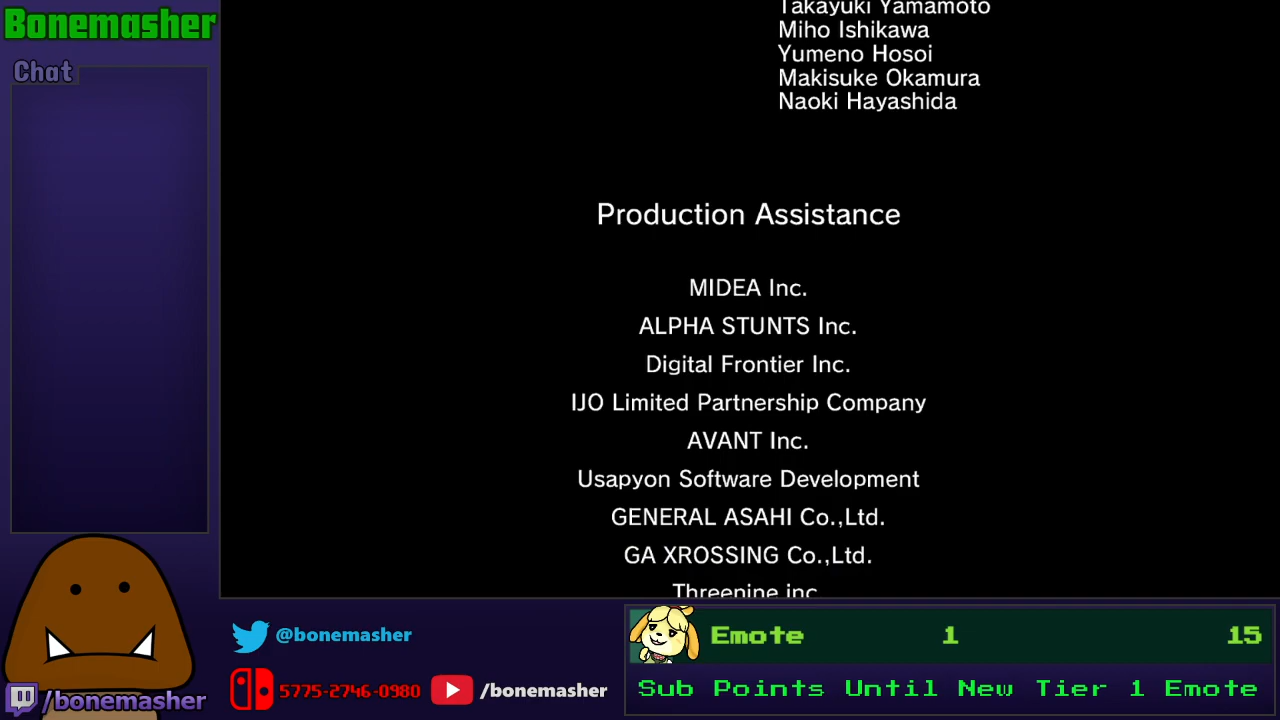 Bonemasher
Chat
Takayuki Yamamoto
Miho Ishikawa
Yumeno Hosoi
Makisuke Okamura
Naoki Hayashida
Production Assistance
MIDEA Inc.
ALPHA STUNTS Inc.
Digital Frontier Inc.
IJO Limited Partnership Company
AVANT Inc.
Usapyon Software Development
GENERAL ASAHI Co.,Ltd.
GA XROSSING Co.,Ltd.
Threenine inc
@bonemasher
5775-2746-0980
/bonemasher
/bonemasher
Emote 1 15
Sub Points Until New Tier 1 Emote